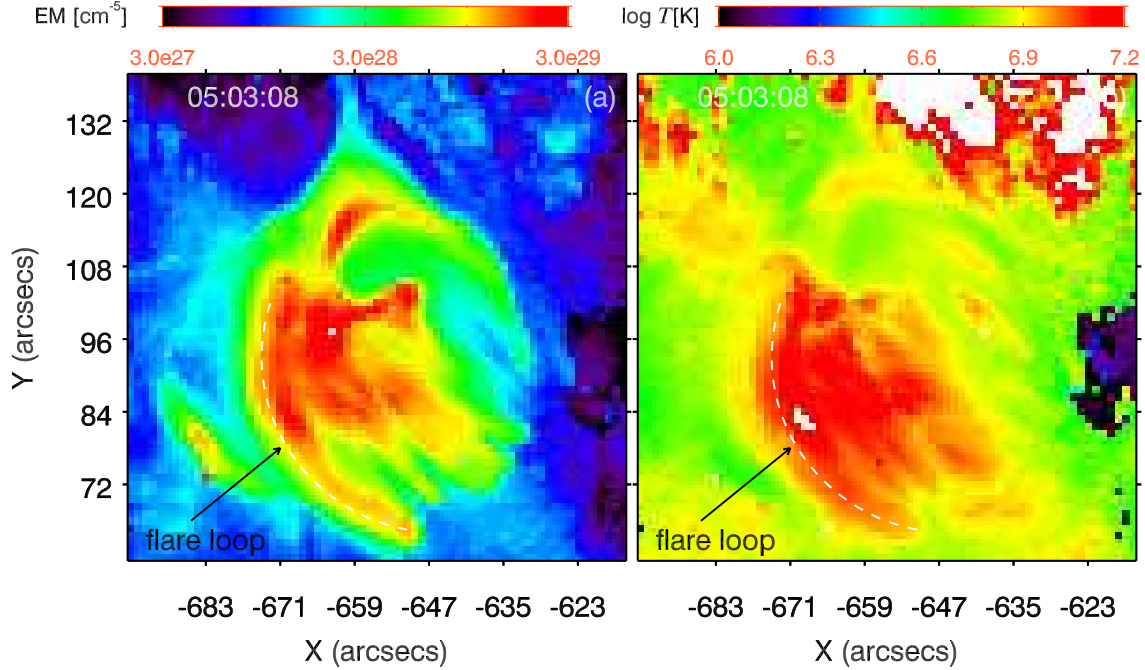 EM [cm⁻⁵]
log T[K]
3.0e27 3.0e28 3.0e29
6.0 6.3 6.6 6.9 7.2
05:03:08 (a)
05:03:08 )
132
120
108
96
84
72
Y (arcsecs)
flare loop
flare loop
-683 -671 -659 -647 -635 -623
-683 -671 -659 -647 -635 -623
X (arcsecs)
X (arcsecs)